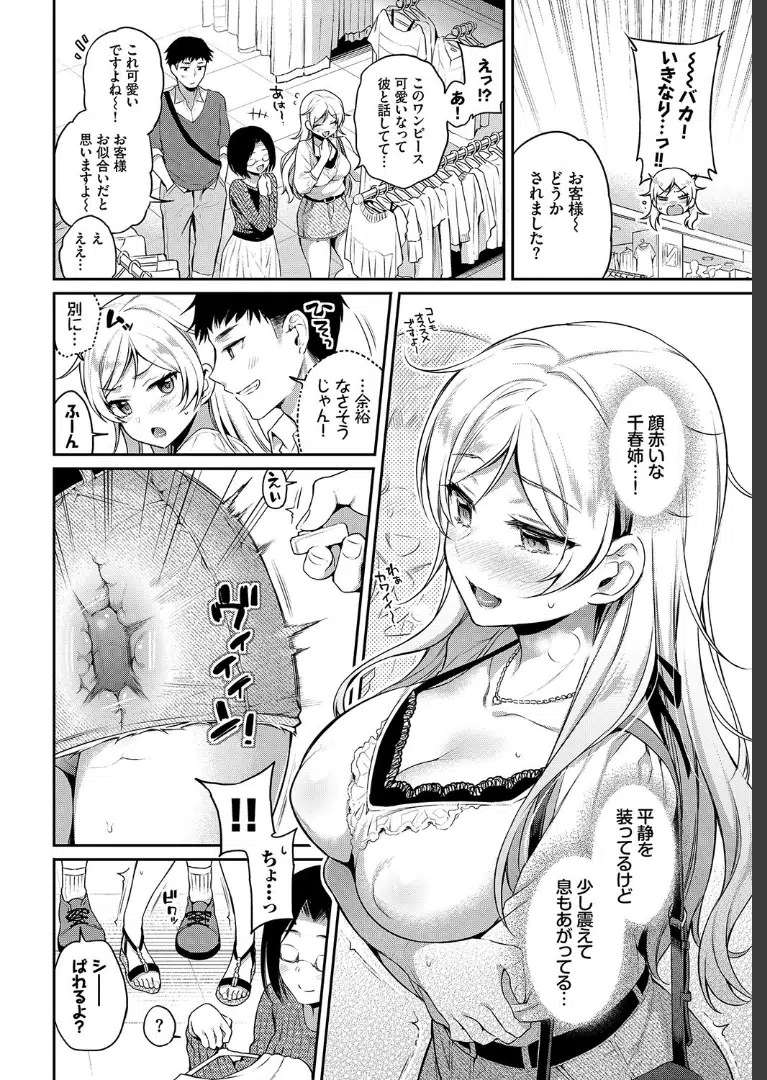 ～～～バカ！
いきなり…っ!!
お客様～
どうか
されました？
えっ!?
あ！
このワンピース
可愛いなって
彼と話してて…
あは～！
これ可愛い
ですよね～！
お客様
お似合いだと
思いますよ～
え
ええ…
コレも
オススメ
ですよー
顔赤いな
千春姉…！
わぁ
カワイイ～
平静を
装ってるけど
少し震えて
息もあがってる…
ひそっ
…余裕
なさそう
じゃん！
ムッ
別に…
ふーん
えい
ヴィイイン！
!!
ちょ…っ
ビクッ
シー
ばれるよ？
？